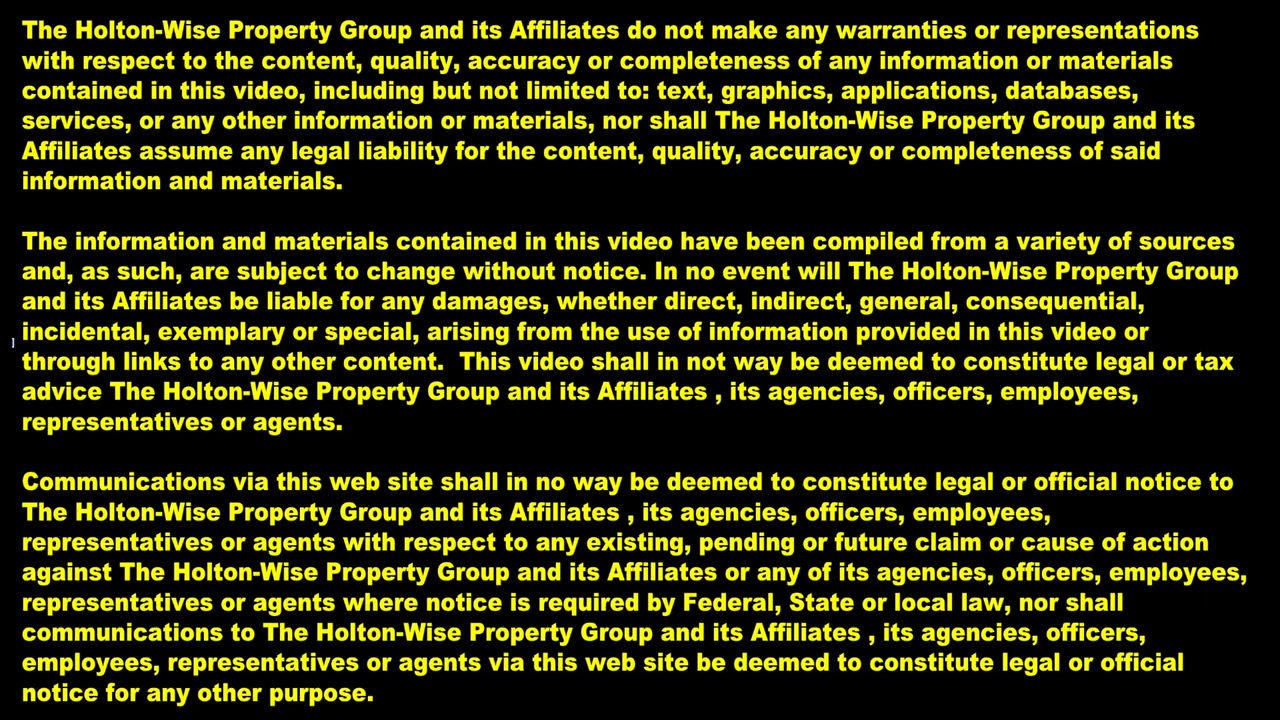 The Holton-Wise Property Group and its Affiliates do not make any warranties or representations
with respect to the content, quality, accuracy or completeness of any information or materials
contained in this video, including but not limited to: text, graphics, applications, databases,
services, or any other information or materials, nor shall The Holton-Wise Property Group and its
Affiliates assume any legal liability for the content, quality, accuracy or completeness of said
information and materials.
The information and materials contained in this video have been compiled from a variety of sources
and, as such, are subject to change without notice. In no event will The Holton-Wise Property Group
and its Affiliates be liable for any damages, whether direct, indirect, general, consequential,
incidental, exemplary or special, arising from the use of information provided in this video or
through links to any other content.  This video shall in not way be deemed to constitute legal or tax
advice The Holton-Wise Property Group and its Affiliates , its agencies, officers, employees,
representatives or agents.
Communications via this web site shall in no way be deemed to constitute legal or official notice to
The Holton-Wise Property Group and its Affiliates , its agencies, officers, employees,
representatives or agents with respect to any existing, pending or future claim or cause of action
against The Holton-Wise Property Group and its Affiliates or any of its agencies, officers, employees,
representatives or agents where notice is required by Federal, State or local law, nor shall
communications to The Holton-Wise Property Group and its Affiliates , its agencies, officers,
employees, representatives or agents via this web site be deemed to constitute legal or official
notice for any other purpose.